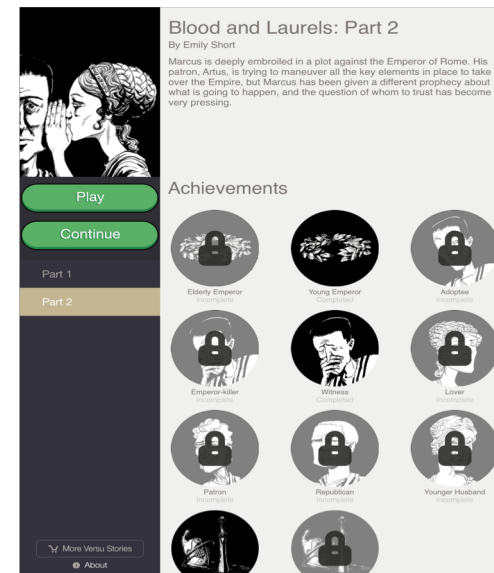 Blood and Laurels: Part 2
By Emily Short
Marcus is deeply embroiled in a plot against the Emperor of Rome. His
patron, Artus, is trying to maneuver all the key elements in place to take
over the Empire, but Marcus has been given a different prophecy about
what is going to happen, and the question of whom to trust has become
very pressing.
Play
Continue
Part 1
Part 2
Achievements
Elderly Emperor
Incomplete
Young Emperor
Completed
Adoptee
Incomplete
Emperor-killer
Incomplete
Witness
Completed
Lover
Incomplete
Patron
Incomplete
Republican
Incomplete
Younger Husband
Incomplete
More Versu Stories
About